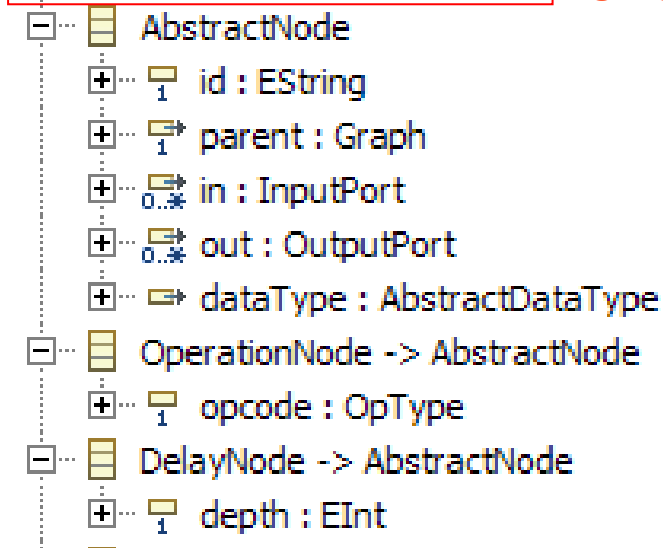 AbstractNode
1 id : EString
1 parent : Graph
0..* in : InputPort
0..* out : OutputPort
dataType : AbstractDataType
OperationNode -> AbstractNode
1 opcode : OpType
DelayNode -> AbstractNode
1 depth : EInt